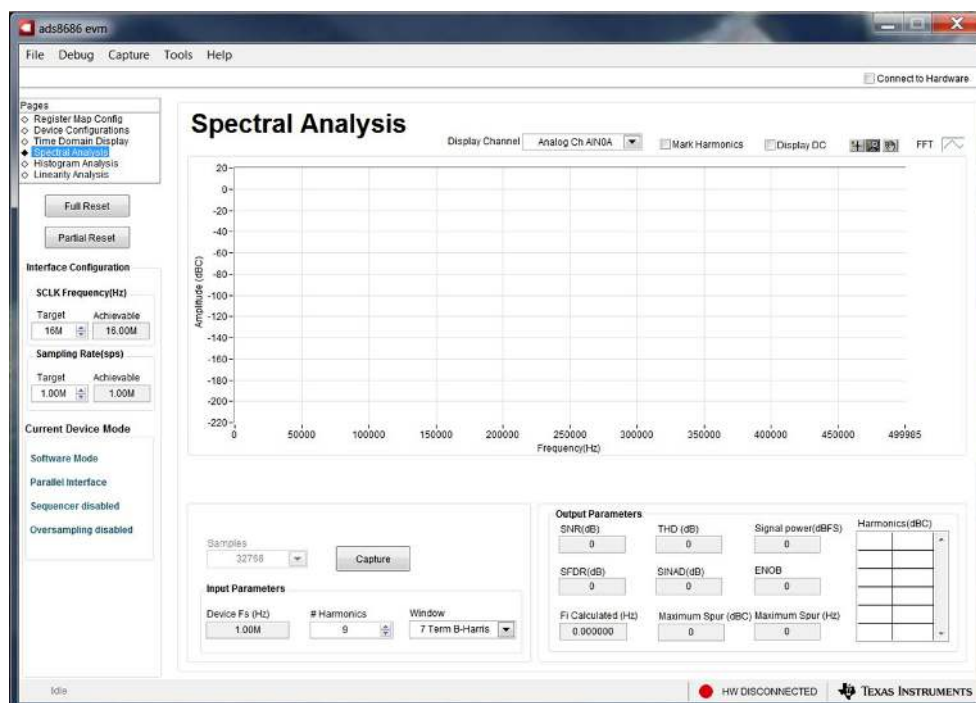 ads8686 evm
File Debug Capture Tools Help
Connect to Hardware
Pages
Register Map Config
Device Configurations
Time Domain Display
Spectral Analysis
Histogram Analysis
Linearity Analysis
Full Reset
Partial Reset
Interface Configuration
SCLK Frequency(Hz)
Target Achievable
16M 16.00M
Sampling Rate(sps)
Target Achievable
1.00M 1.00M
Current Device Mode
Software Mode
Parallel Interface
Sequencer disabled
Oversampling disabled
Spectral Analysis
Display Channel Analog Ch AIN0A Mark Harmonics Display DC FFT
20
0
-20
-40
-60
-80
-100
-120
-140
-160
-180
-200
-220
Amplitude (dBC)
0 50000 100000 150000 200000 250000 300000 350000 400000 450000 499985
Frequency(Hz)
Samples
32768
Capture
Input Parameters
Device Fs (Hz) # Harmonics Window
1.00M 9 7 Term B-Harris
Output Parameters
SNR(dB) THD (dB) Signal power(dBFS) Harmonics(dBC)
0 0 0
SFDR(dB) SINAD(dB) ENOB
0 0 0
Fi Calculated (Hz) Maximum Spur (dBC) Maximum Spur (Hz)
0.000000 0 0
Idle
HW DISCONNECTED
TEXAS INSTRUMENTS